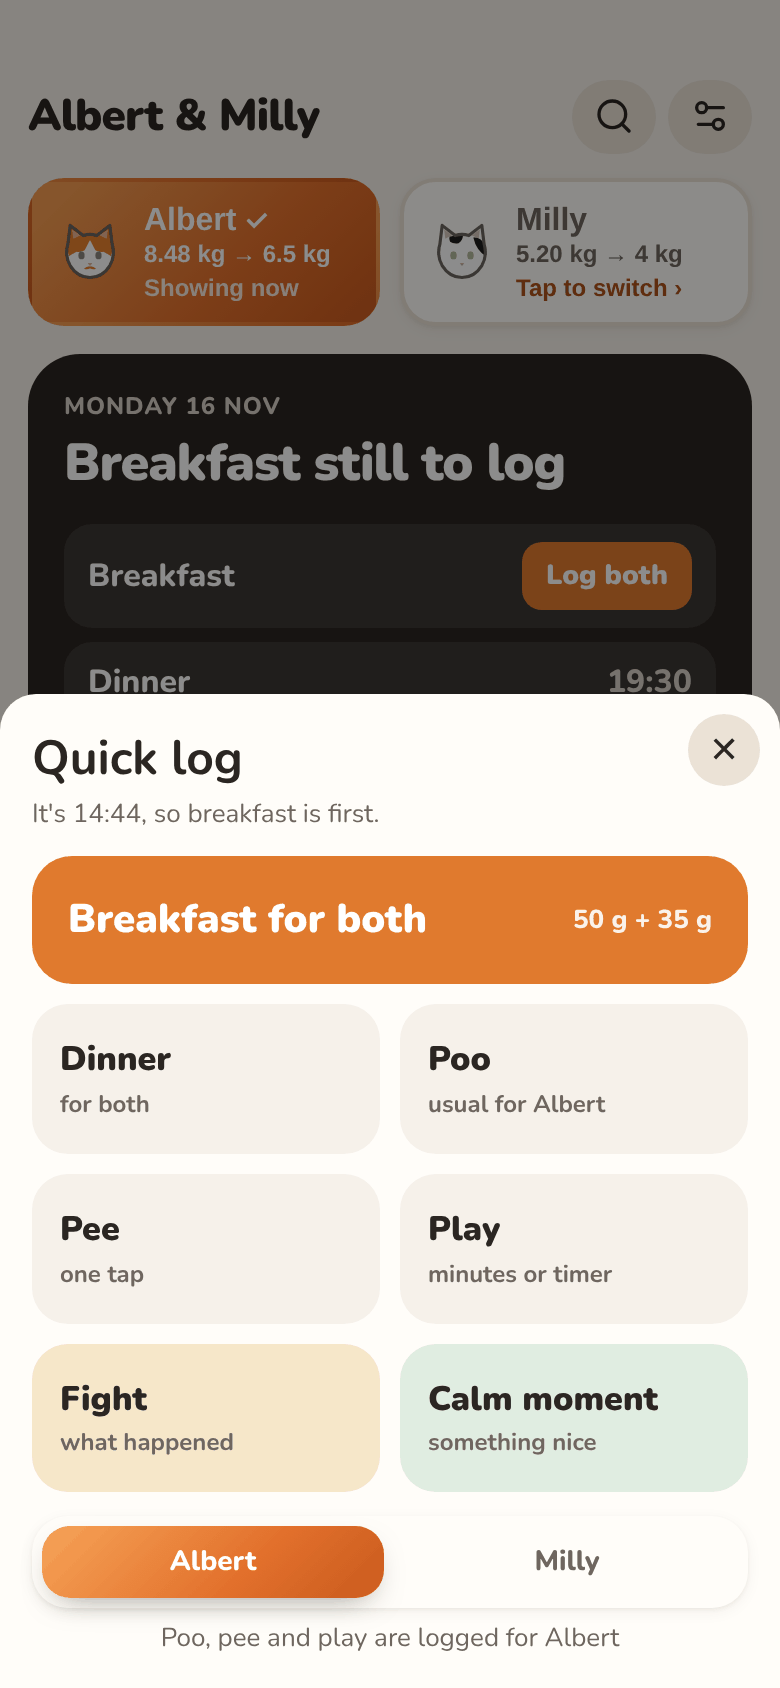 Albert & Milly
Albert ✓
8.48 kg → 6.5 kg
Showing now
Milly
5.20 kg → 4 kg
Tap to switch ›
MONDAY 16 NOV
Breakfast still to log
Breakfast
Log both
Dinner
19:30
Quick log
It's 14:44, so breakfast is first.
Breakfast for both
50 g + 35 g
Dinner
for both
Poo
usual for Albert
Pee
one tap
Play
minutes or timer
Fight
what happened
Calm moment
something nice
Albert
Milly
Poo, pee and play are logged for Albert